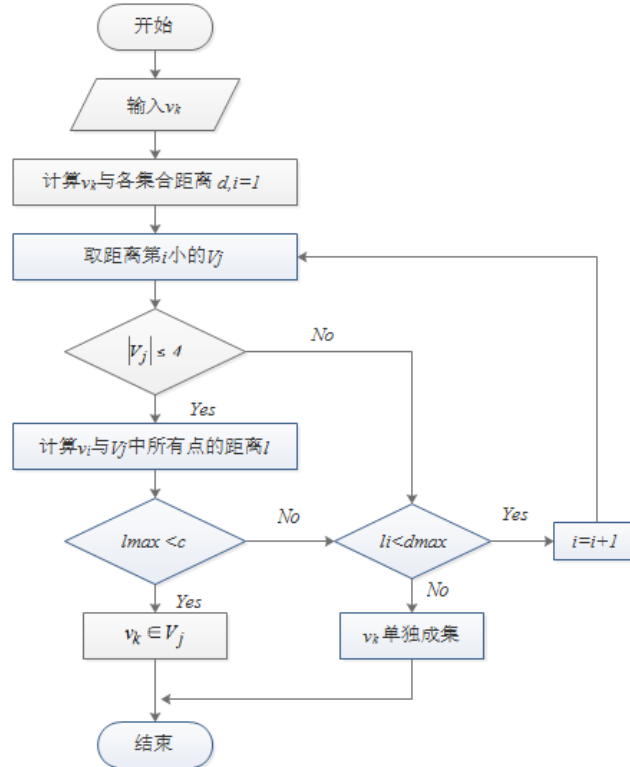 开始
输入vk
计算vk与各集合距离 d,i=1
取距离第i小的Vj
|Vj| ≤ 4
No
Yes
计算vi与Vj中所有点的距离l
lmax <c
No
li<dmax
Yes
i=i+1
Yes
No
vk ∈ Vj
vk 单独成集
结束